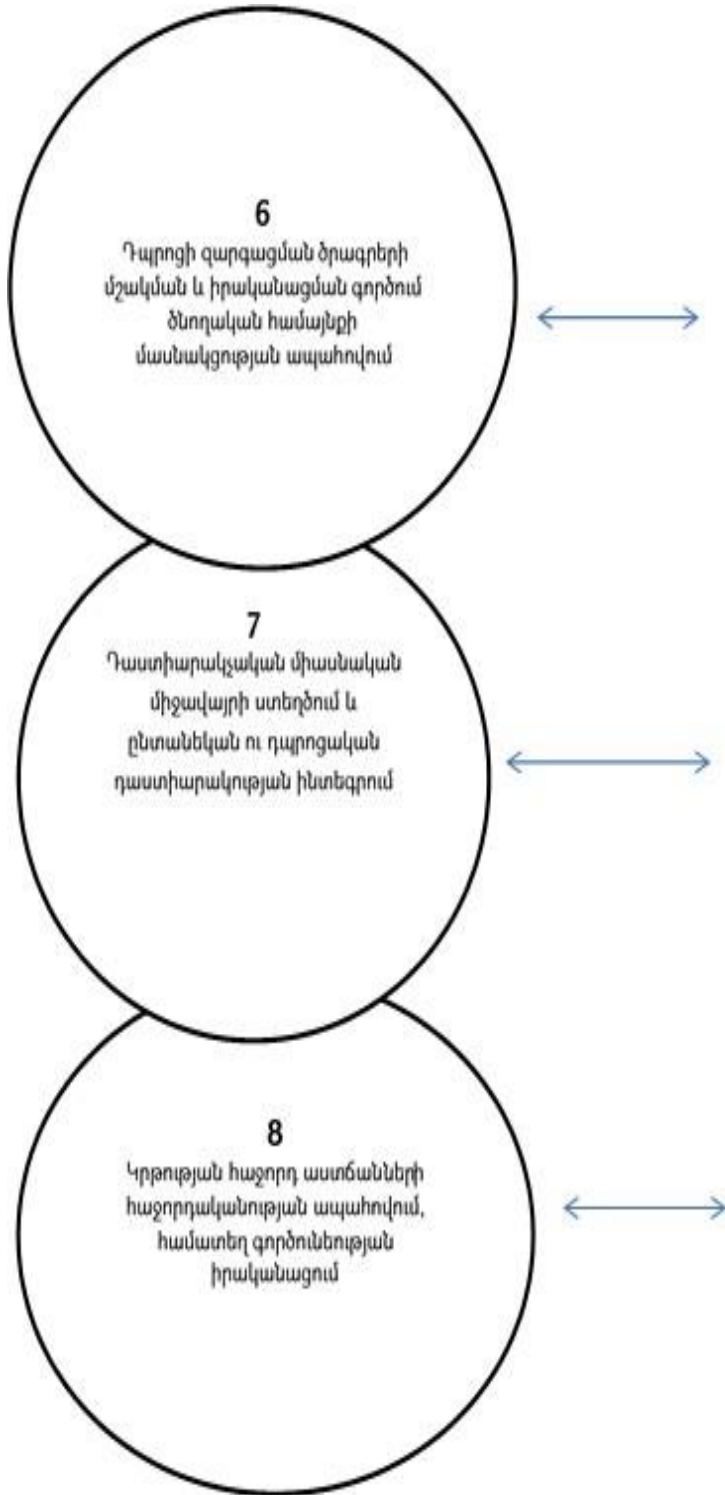 6
Դպրոցի զարգացման ծրագրերի
մշակման և իրականացման գործում
ծնողական համայնքի
մասնակցության ապահովում
7
Դաստիարակչական միասնական
միջավայրի ստեղծում և
ընտանեկան ու դպրոցական
դաստիարակության ինտեգրում
8
Կրթության հաջորդ աստճանների
հաջորդականության ապահովում,
համատեղ գործունեության
իրականացում